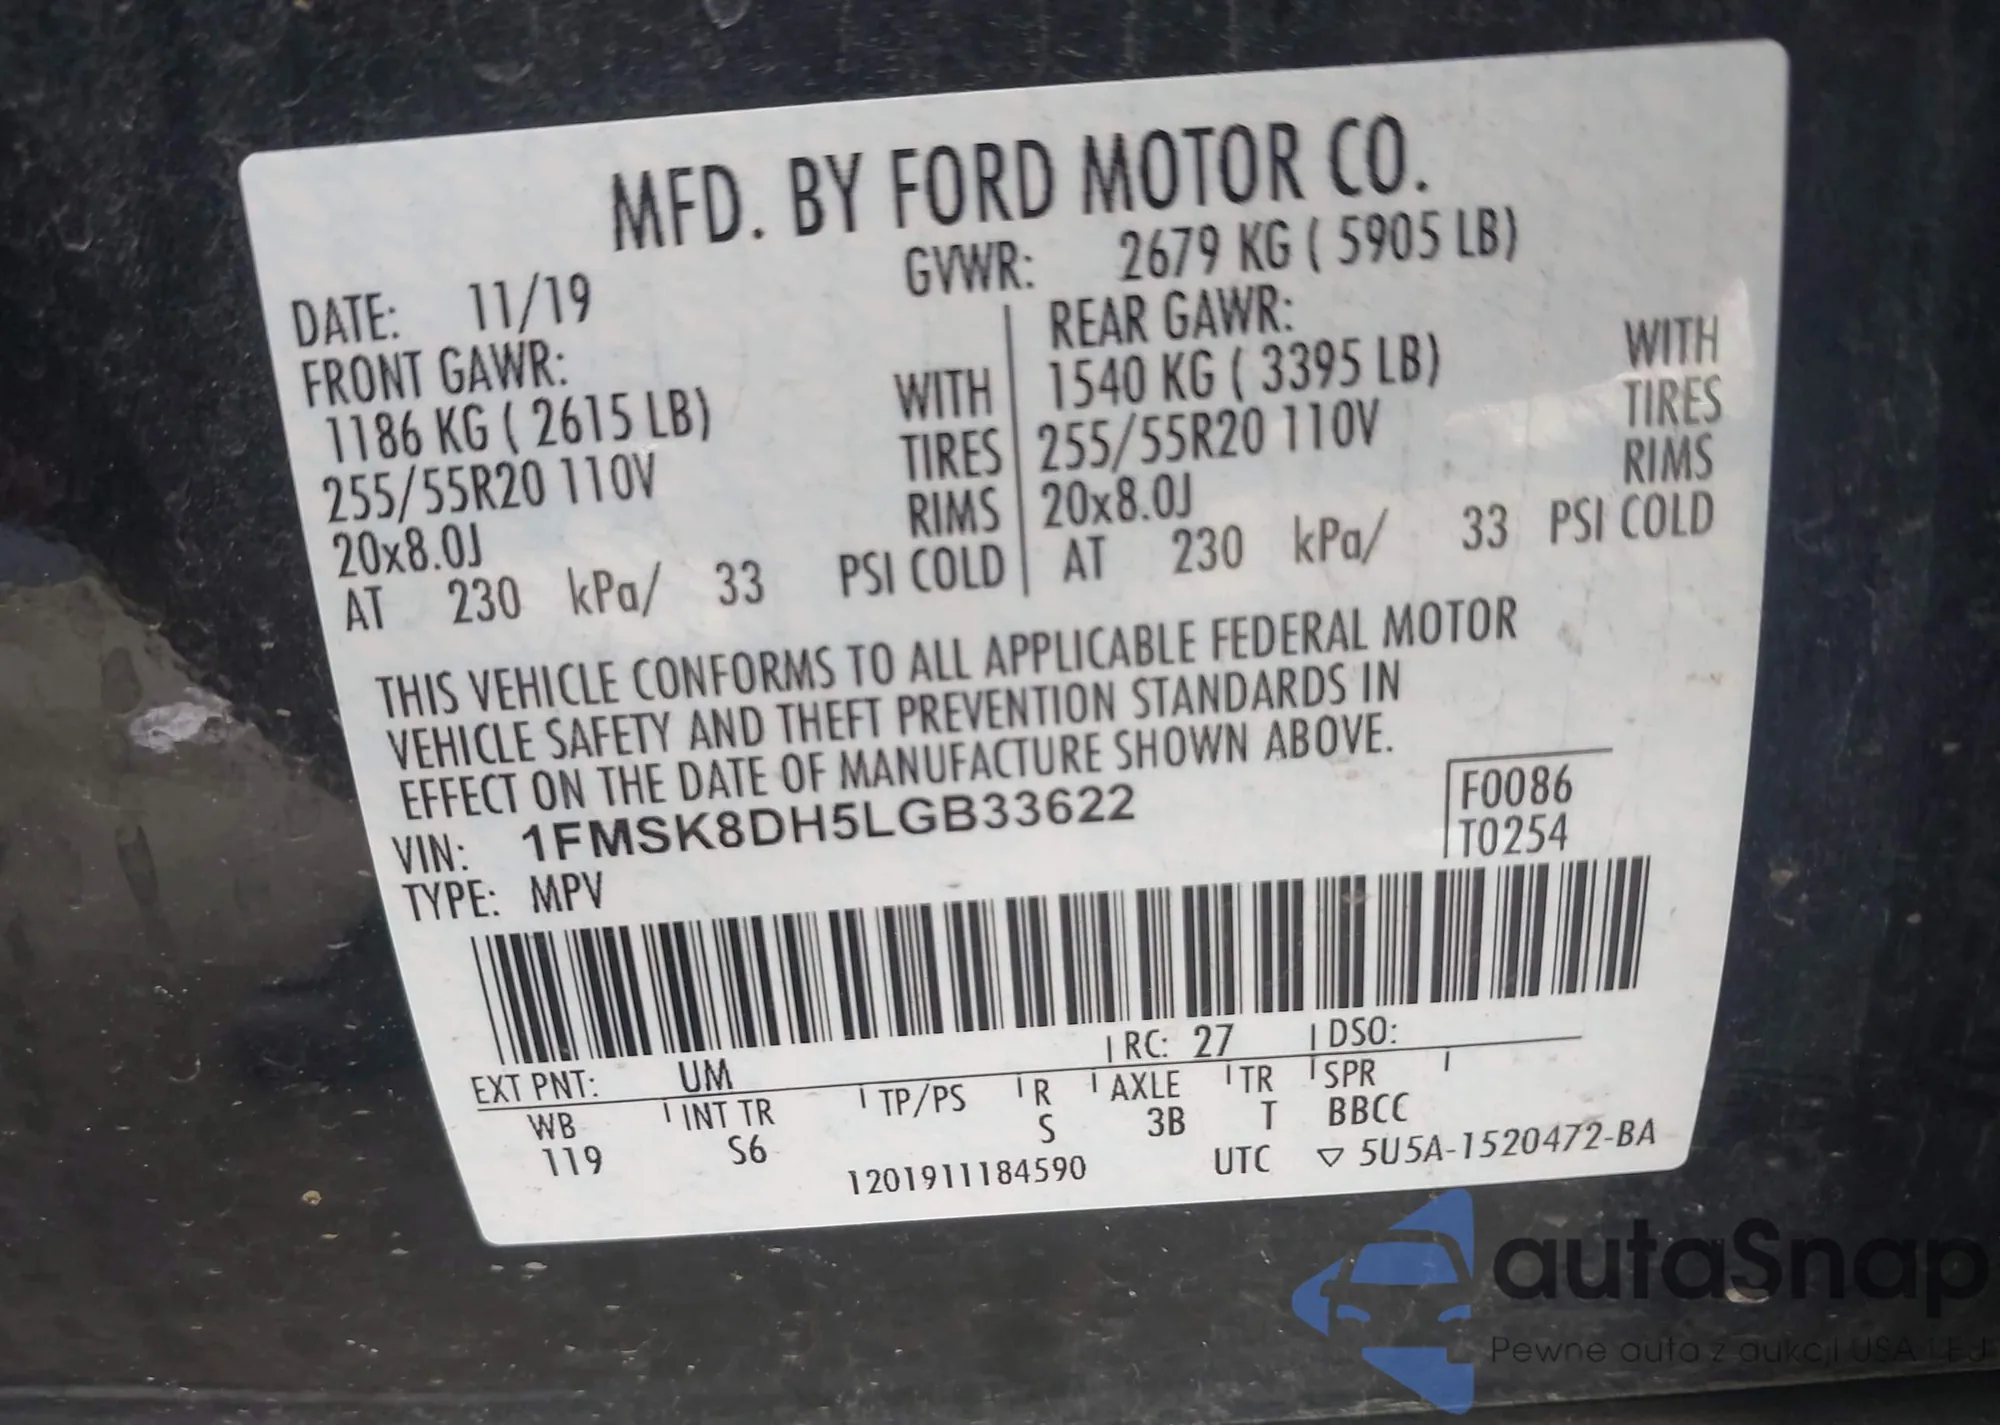 MFD. BY FORD MOTOR CO.
DATE: 11/19 GVWR: 2679 KG ( 5905 LB)
FRONT GAWR: REAR GAWR:
1186 KG ( 2615 LB) WITH 1540 KG ( 3395 LB) WITH
255/55R20 110V TIRES 255/55R20 110V TIRES
20x8.0J RIMS 20x8.0J RIMS
AT 230 kPa/ 33 PSI COLD AT 230 kPa/ 33 PSI COLD
THIS VEHICLE CONFORMS TO ALL APPLICABLE FEDERAL MOTOR
VEHICLE SAFETY AND THEFT PREVENTION STANDARDS IN
EFFECT ON THE DATE OF MANUFACTURE SHOWN ABOVE.
VIN: 1FMSK8DH5LGB33622
F0086
T0254
TYPE: MPV
EXT PNT: UM RC: 27 DSO:
WB INT TR TP/PS R AXLE TR SPR
119 S6 S 3B T BBCC
1201911184590 UTC ▽ 5U5A-1520472-BA
autaSnap
Pewne auta z aukcji USA i EU